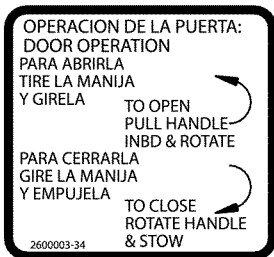 OPERACION DE LA PUERTA:
DOOR OPERATION
PARA ABRIRLA
TIRE LA MANIJA
Y GIRELA
TO OPEN
PULL HANDLE
INBD & ROTATE
PARA CERRARLA
GIRE LA MANIJA
Y EMPUJELA
TO CLOSE
ROTATE HANDLE
& STOW
2600003-34